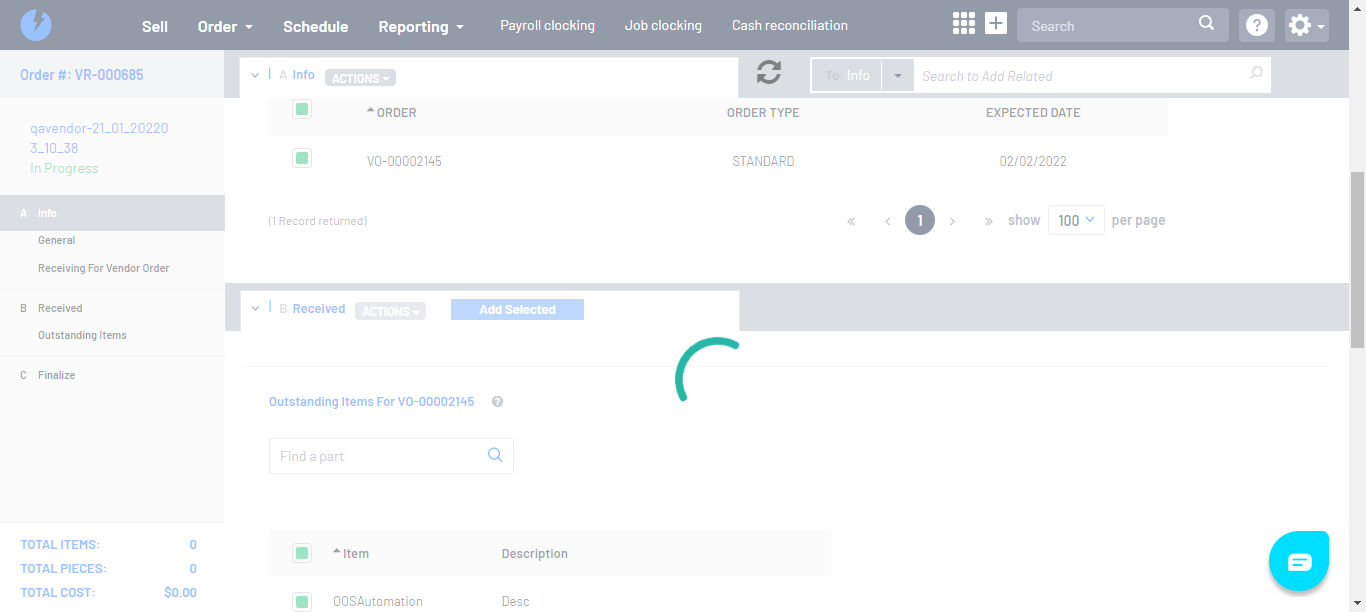 Sell Order Schedule Reporting Payroll clocking Job clocking Cash reconciliation Search
Order #: VR-000685
A Info ACTIONS To: Info Search to Add Related
qavendor-21_01_20220
3_10_38
In Progress
ORDER ORDER TYPE EXPECTED DATE
VO-00002145 STANDARD 02/02/2022
(1 Record returned) « ‹ 1 › » show 100 per page
A Info
General
Receiving For Vendor Order
B Received
Outstanding Items
C Finalize
B Received ACTIONS Add Selected
Outstanding Items For VO-00002145 ?
Find a part
Item Description
OOSAutomation Desc
TOTAL ITEMS: 0
TOTAL PIECES: 0
TOTAL COST: $0.00